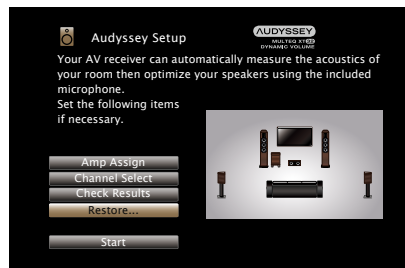 Audyssey Setup
AUDYSSEY
MULTEQ XT32
DYNAMIC VOLUME
Your AV receiver can automatically measure the acoustics of
your room then optimize your speakers using the included
microphone.
Set the following items
if necessary.
Amp Assign
Channel Select
Check Results
Restore...
Start